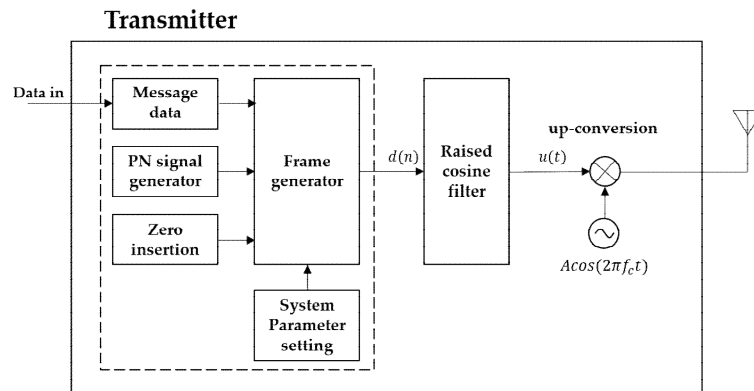 Transmitter
Data in
Message
data
PN signal
generator
Zero
insertion
Frame
generator
System
Parameter
setting
d(n)
Raised
cosine
filter
u(t)
up-conversion
Acos(2πf_ct)